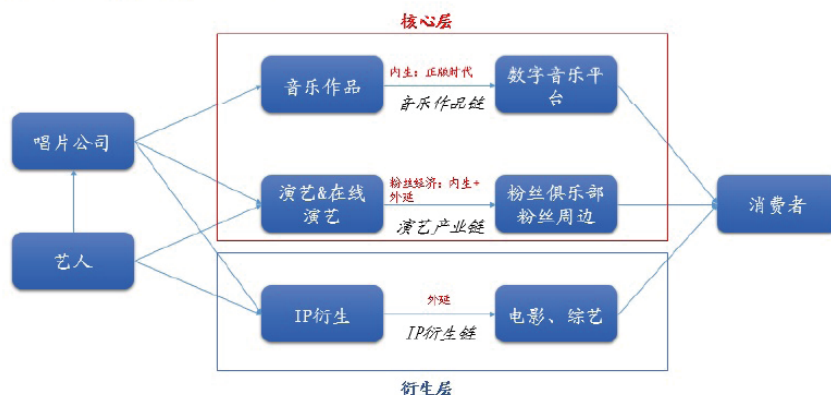 核心层
音乐作品
内生：正版时代
音乐作品链
数字音乐平
台
唱片公司
演艺&在线
演艺
粉丝经济：内生+
外延
演艺产业链
粉丝俱乐部
粉丝周边
消费者
艺人
IP衍生
外延
IP衍生链
电影、综艺
衍生层